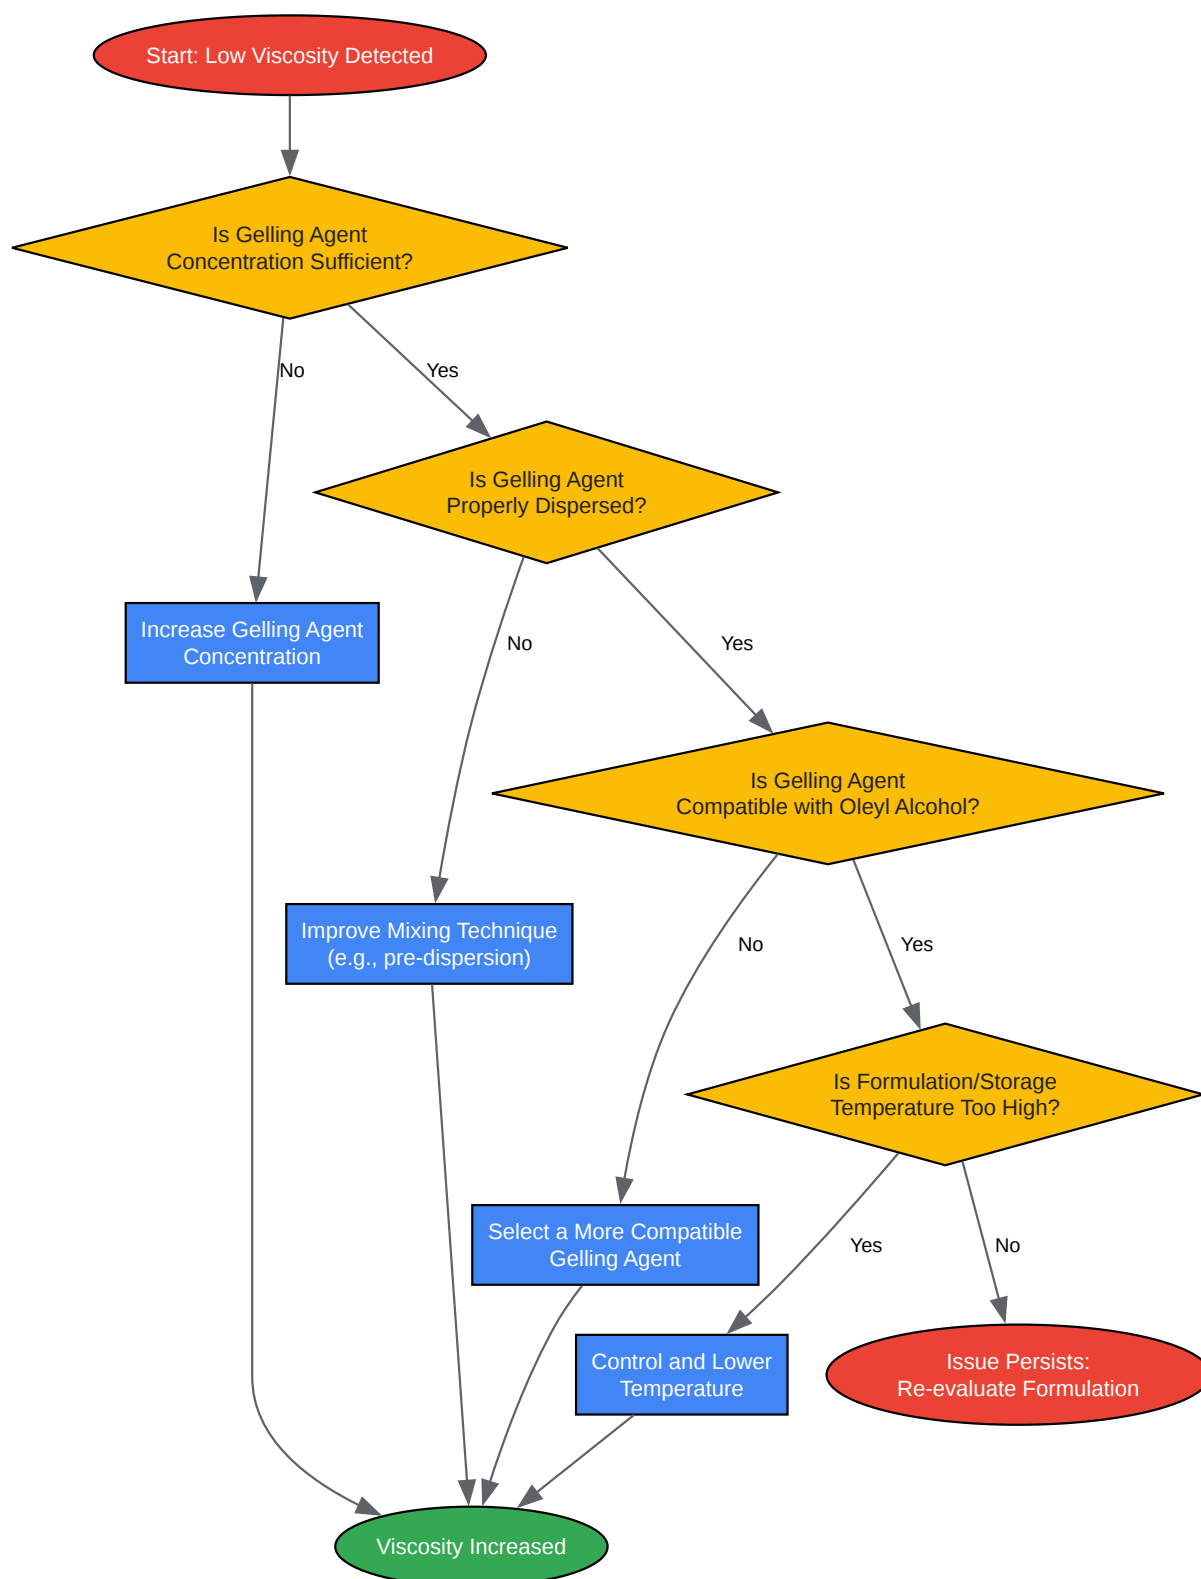 Start: Low Viscosity Detected
Is Gelling Agent
Concentration Sufficient?
No
Yes
Is Gelling Agent
Properly Dispersed?
Increase Gelling Agent
Concentration
No
Yes
Is Gelling Agent
Compatible with Oleyl Alcohol?
Improve Mixing Technique
(e.g., pre-dispersion)
No
Yes
Is Formulation/Storage
Temperature Too High?
Select a More Compatible
Gelling Agent
Yes
No
Control and Lower
Temperature
Issue Persists:
Re-evaluate Formulation
Viscosity Increased